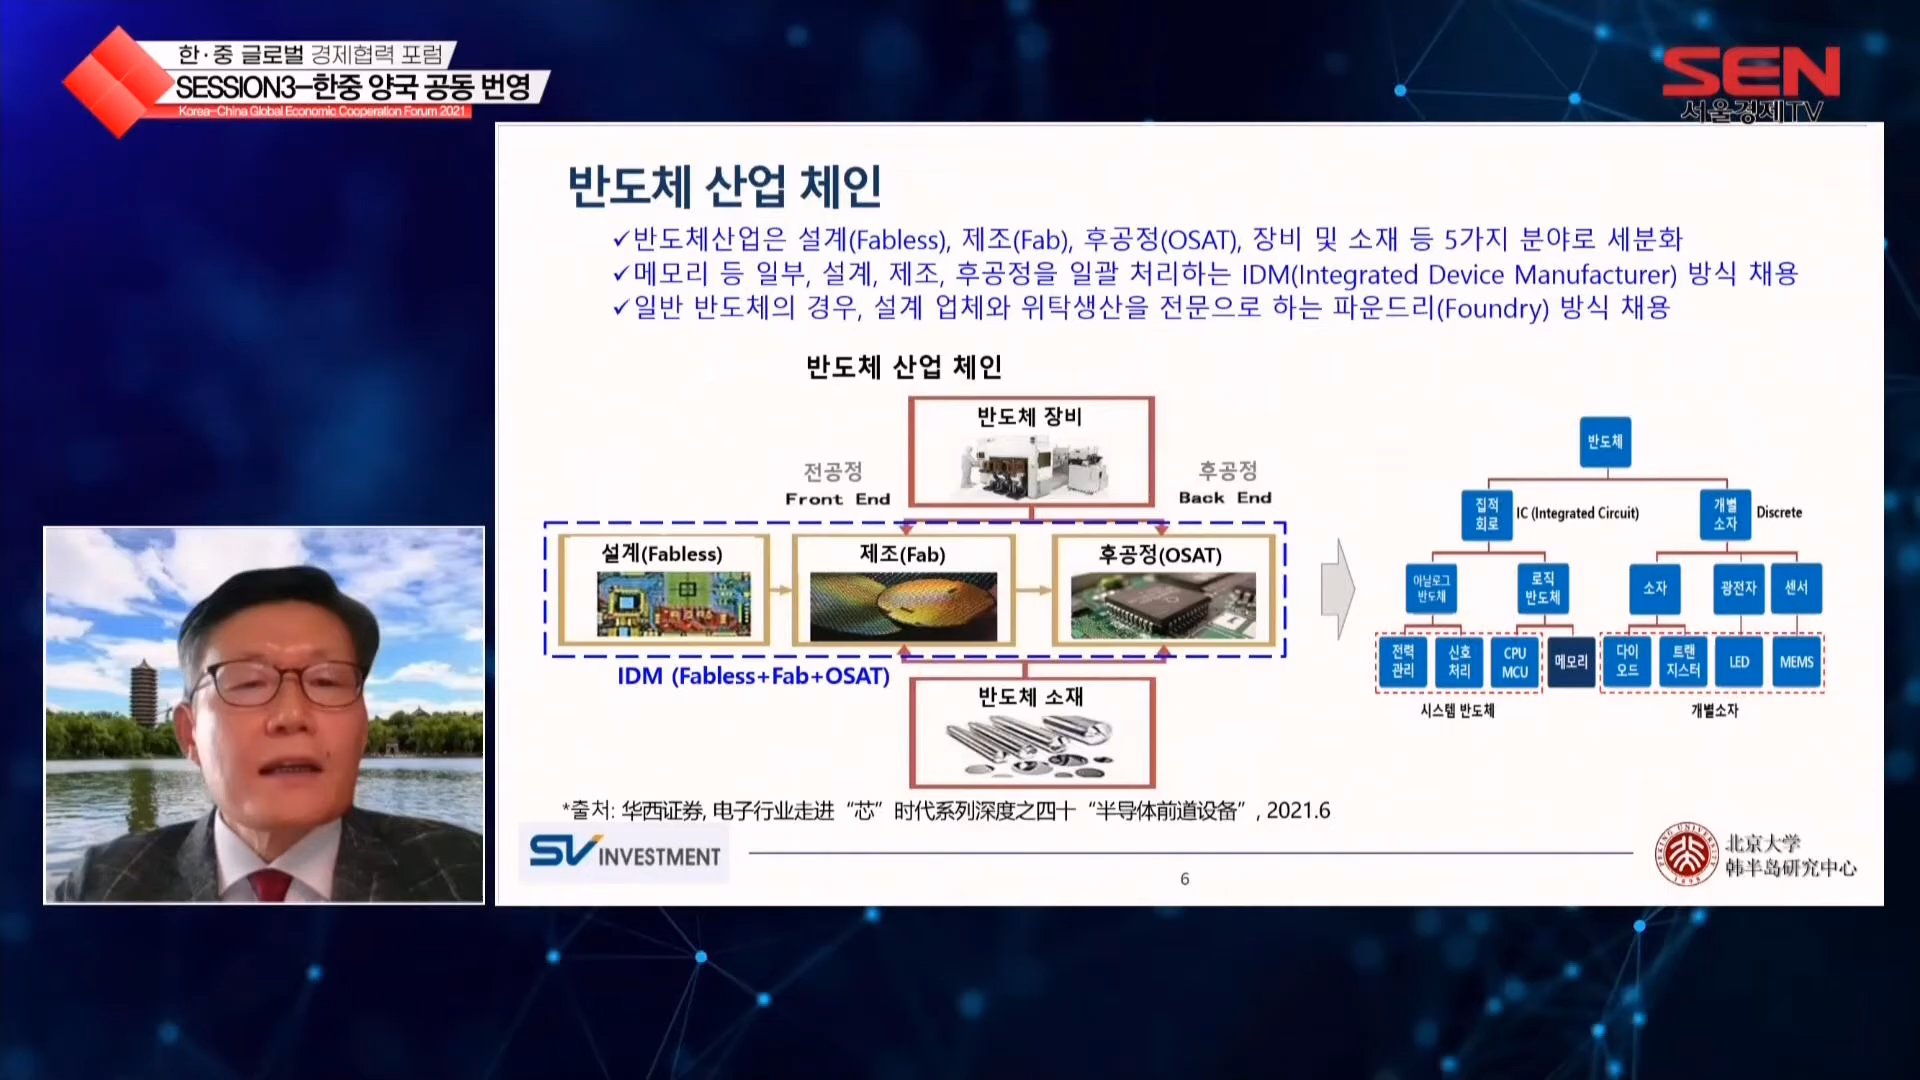 한·중 글로벌 경제협력 포럼
SESSION3-한중 양국 공동 번영
Korea-China Global Economic Cooperation Forum 2021
SEN
서울경제TV
반도체 산업 체인
✓반도체산업은 설계(Fabless), 제조(Fab), 후공정(OSAT), 장비 및 소재 등 5가지 분야로 세분화
✓메모리 등 일부, 설계, 제조, 후공정을 일괄 처리하는 IDM(Integrated Device Manufacturer) 방식 채용
✓일반 반도체의 경우, 설계 업체와 위탁생산을 전문으로 하는 파운드리(Foundry) 방식 채용
반도체 산업 체인
반도체 장비
전공정
Front End
후공정
Back End
설계(Fabless)
제조(Fab)
후공정(OSAT)
IDM (Fabless+Fab+OSAT)
반도체 소재
반도체
집적
회로
IC (Integrated Circuit)
개별
소자
Discrete
아날로그
반도체
로직
반도체
소자
광전자
센서
전력
관리
신호
처리
CPU
MCU
메모리
다이
오드
트랜
지스터
LED
MEMS
시스템 반도체
개별소자
*출처: 华西证券, 电子行业走进“芯”时代系列深度之四十“半导体前道设备”, 2021.6
SV INVESTMENT
6
PEKING UNIVERSITY
1898
北京大学
韩半岛研究中心